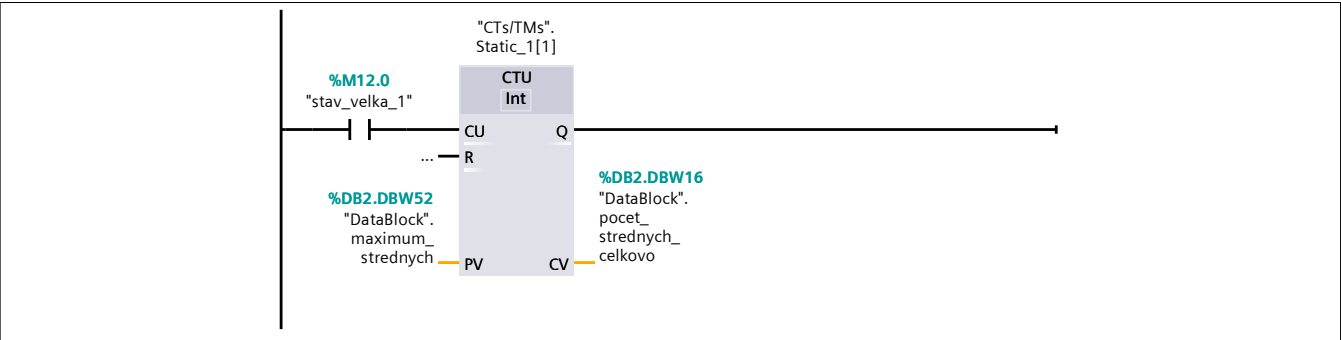 "CTs/TMs".
Static_1[1]
%M12.0
"stav_velka_1"
CTU
Int
CU
Q
...
R
%DB2.DBW52
"DataBlock".
maximum_
strednych
PV
CV
%DB2.DBW16
"DataBlock".
pocet_
strednych_
celkovo